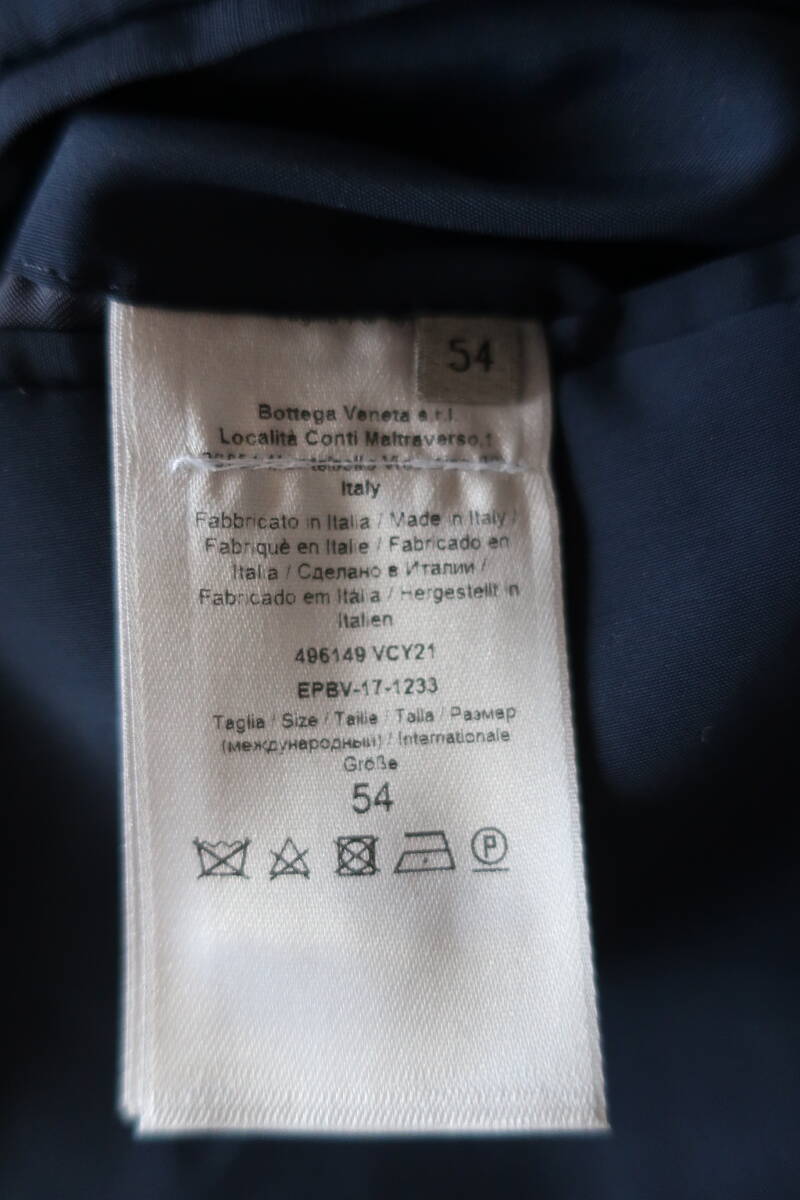 54
Bottega Veneta s.r.l.
Località Conti Maltraverso,1
Italy
Fabbricato in Italia / Made in Italy /
Fabriquè en Italie / Fabricado en
Italia / Сделано в Италии /
Fabricado em Itália / Hergestellt in
Italien
496149 VCY21
EPBV-17-1233
Taglia / Size / Taille / Talla / Размер
(международный) / Internationale
Größe
54
P